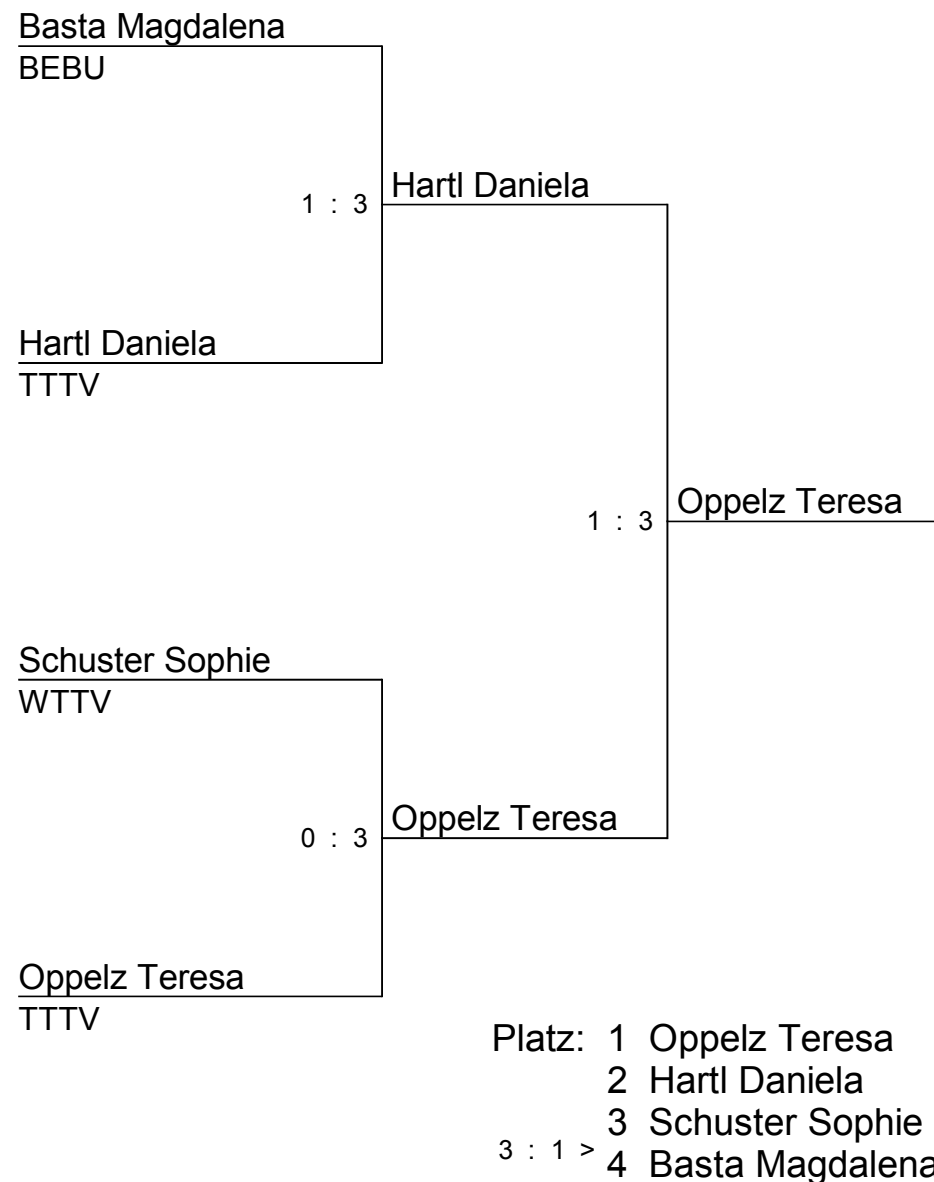 Basta Magdalena
BEBU
Hartl Daniela
1 : 3
Hartl Daniela
TTTV
Oppelz Teresa
1 : 3
Schuster Sophie
WTTV
Oppelz Teresa
0 : 3
Oppelz Teresa
TTTV
Platz: 1 Oppelz Teresa
2 Hartl Daniela
3 Schuster Sophie
3 : 1 >
4 Basta Magdalena